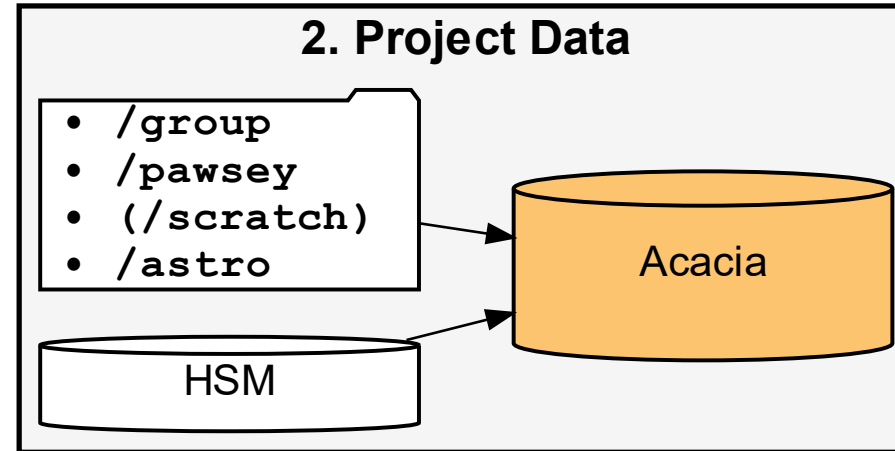 2. Project Data
• /group
• /pawsey
• (/scratch)
• /astro
Acacia
HSM